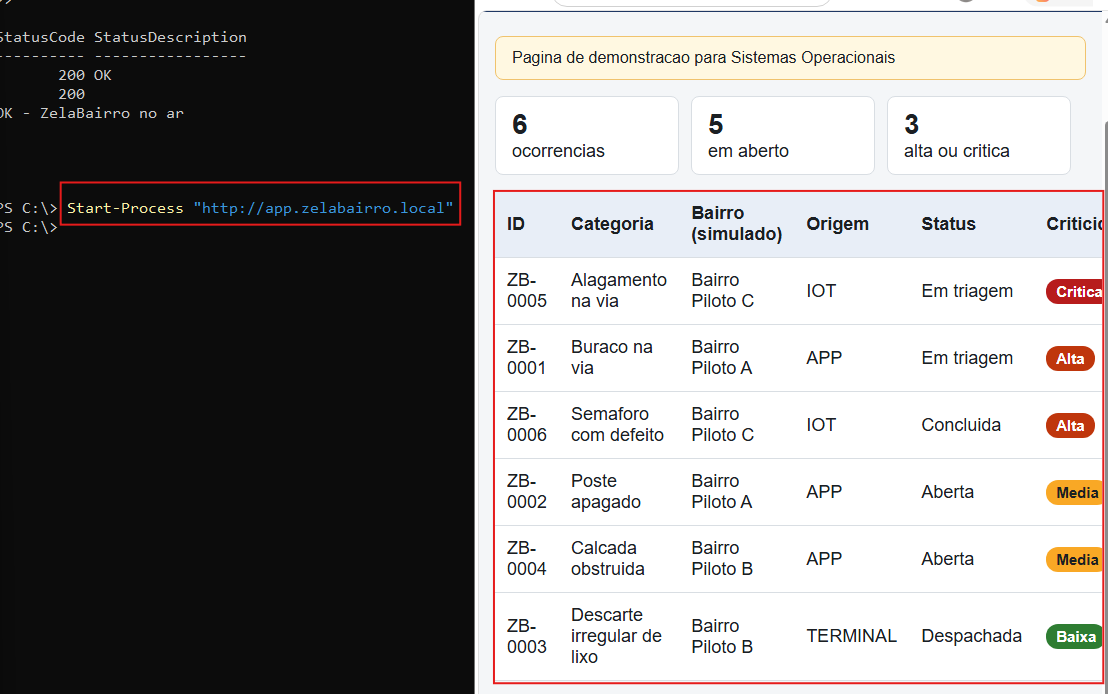 StatusCode StatusDescription
---------- -----------------
200 OK
200
OK - ZelaBairro no ar
PS C:\> Start-Process "http://app.zelabairro.local"
PS C:\>
Pagina de demonstracao para Sistemas Operacionais
6
ocorrencias
5
em aberto
3
alta ou critica
ID Categoria Bairro (simulado) Origem Status
ZB-0005 Alagamento na via Bairro Piloto C IOT Em triagem Critica
ZB-0001 Buraco na via Bairro Piloto A APP Em triagem Alta
ZB-0006 Semaforo com defeito Bairro Piloto C IOT Concluida Alta
ZB-0002 Poste apagado Bairro Piloto A APP Aberta Media
ZB-0004 Calcada obstruida Bairro Piloto B APP Aberta Media
ZB-0003 Descarte irregular de lixo Bairro Piloto B TERMINAL Despachada Baixa